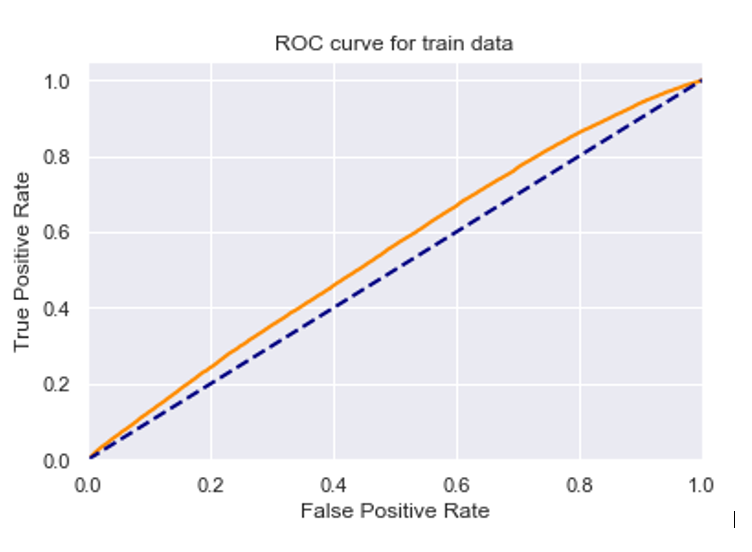 ROC curve for train data
1.0
0.8
0.6
0.4
0.2
0.0
True Positive Rate
0.0 0.2 0.4 0.6 0.8 1.0
False Positive Rate